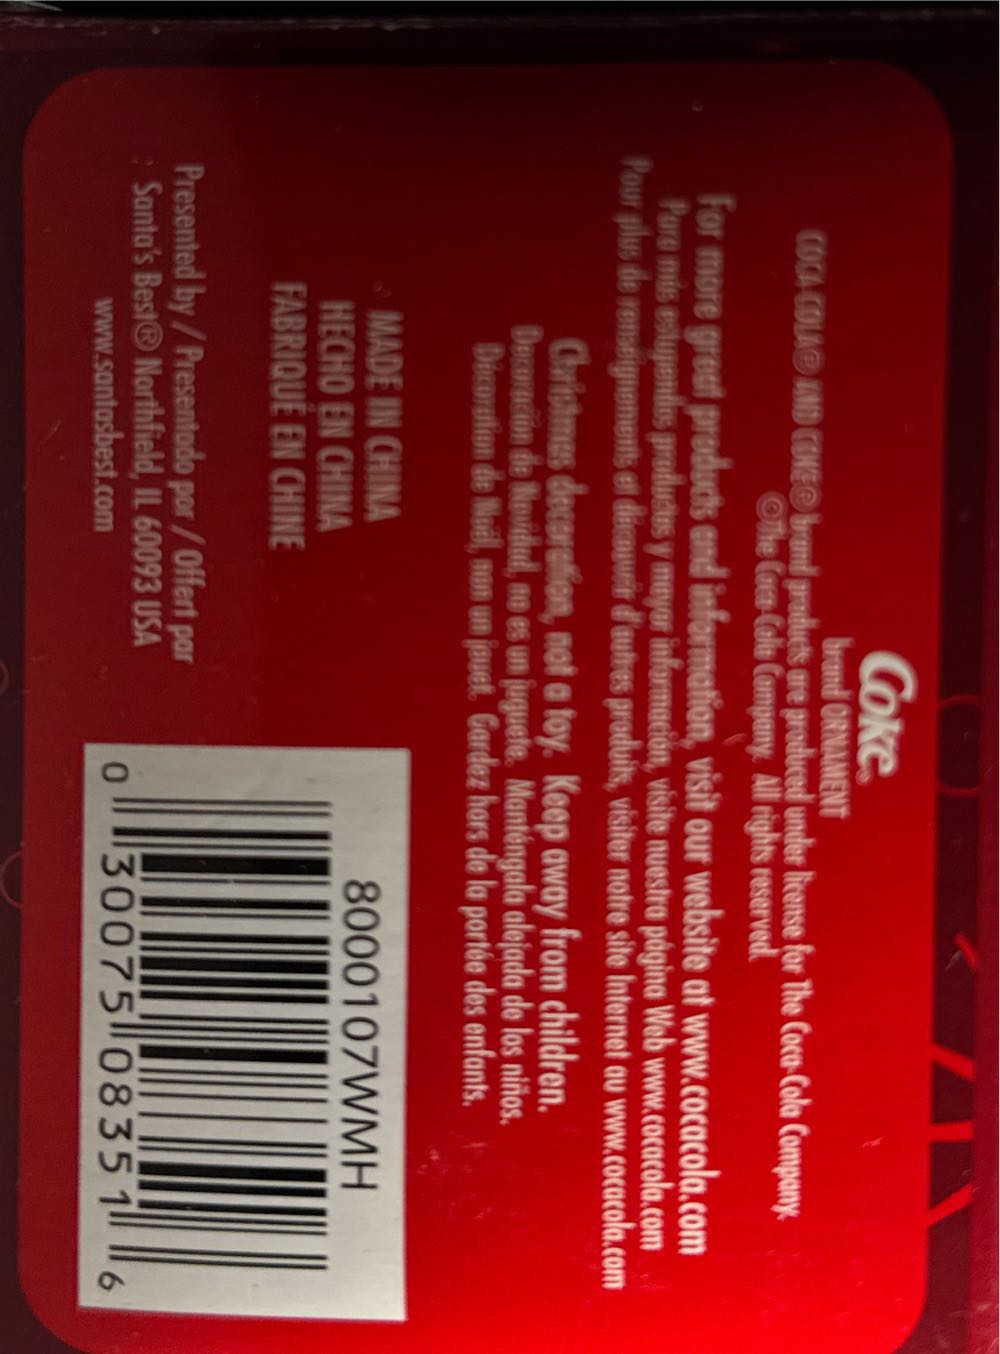 Coke®
brand ORNAMENT
COCA-COLA® AND COKE® brand products are produced under license for The Coca-Cola Company.
©The Coca-Cola Company. All rights reserved.
For more great products and information, visit our website at www.cocacola.com
Para más estupendos productos y mayor información, visite nuestra página Web www.cocacola.com
Pour plus de renseignements et découvrir d'autres produits, visiter notre site Internet au www.cocacola.com
Christmas decoration, not a toy. Keep away from children.
Decoración de Navidad, no es un juguete. Manténgala alejada de los niños.
Décoration de Noël, non un jouet. Gardez hors de la portée des enfants.
MADE IN CHINA
HECHO EN CHINA
FABRIQUÉ EN CHINE
Presented by / Presentado por / Offert par
: Santa's Best® Northfield, IL 60093 USA
www.santasbest.com
8000107WMH
0 30075 08351 6